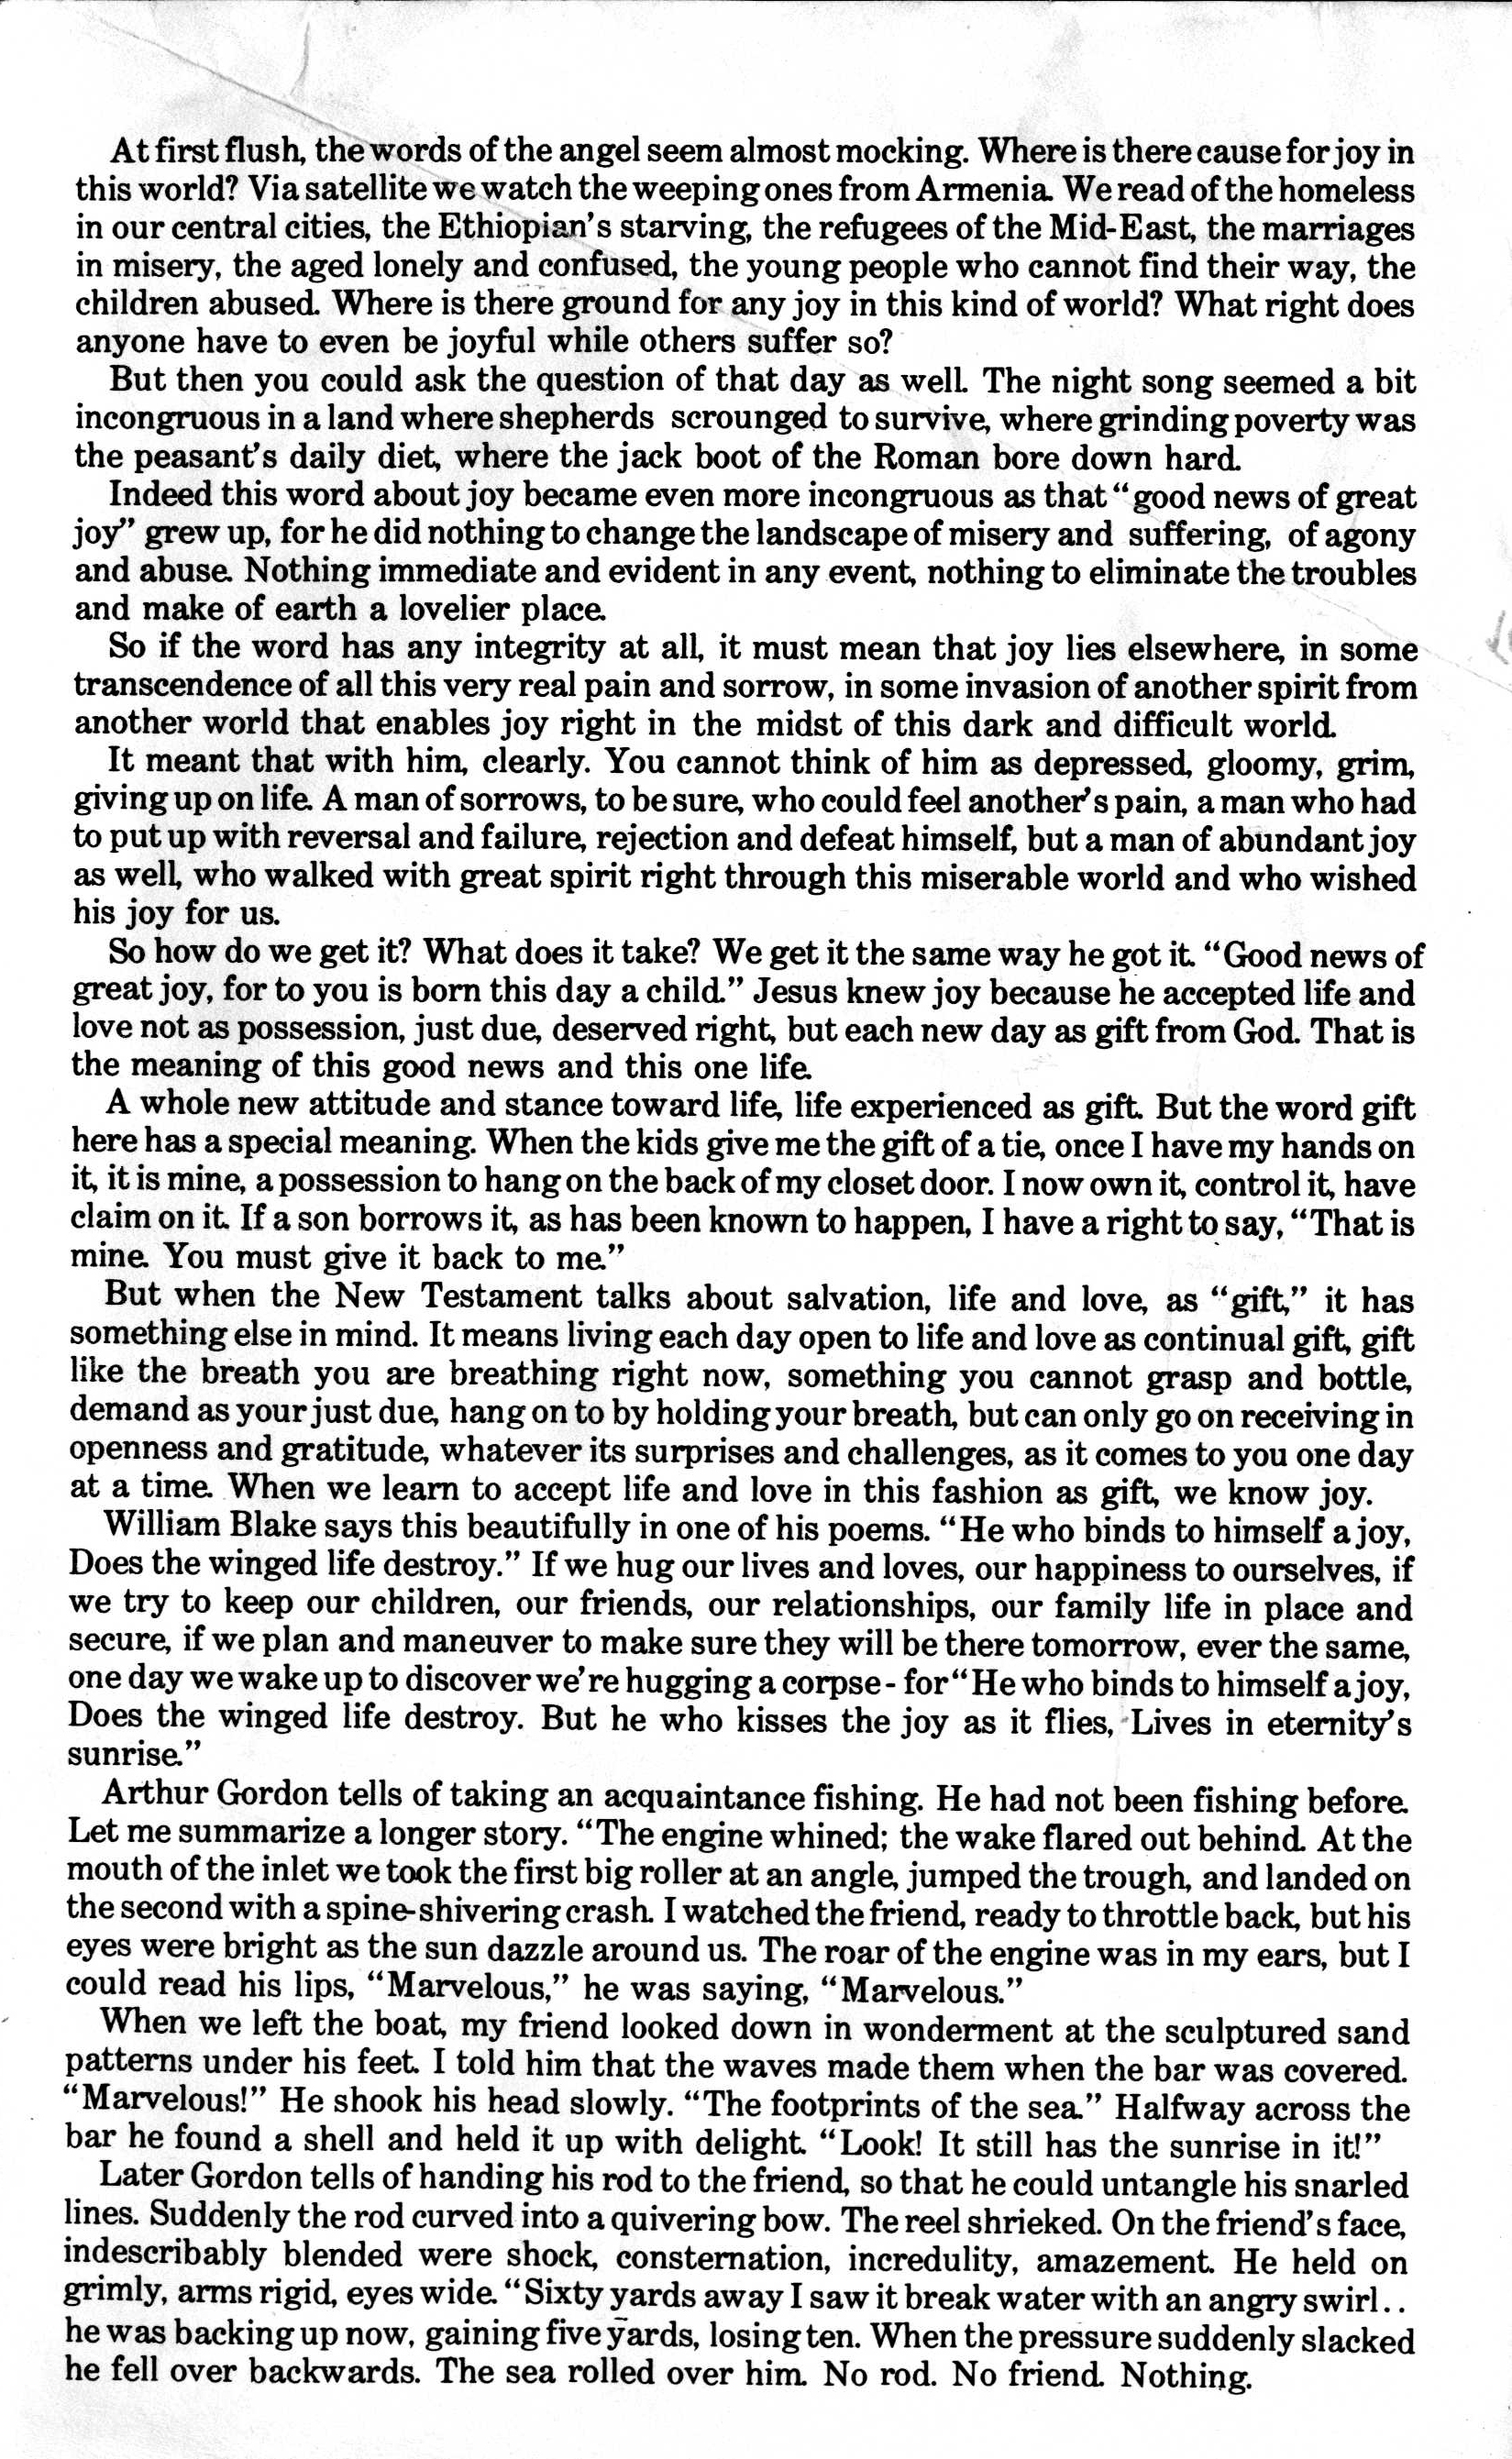 At first flush, the words of the angel seem almost mocking. Where is there cause for joy in
this world? Via satellite we watch the weeping ones from Armenia. We read of the homeless
in our central cities, the Ethiopian's starving, the refugees of the Mid-East, the marriages
in misery, the aged lonely and confused, the young people who cannot find their way, the
children abused. Where is there ground for any joy in this kind of world? What right does
anyone have to even be joyful while others suffer so?
But then you could ask the question of that day as well. The night song seemed a bit
incongruous in a land where shepherds scrounged to survive, where grinding poverty was
the peasant's daily diet, where the jack boot of the Roman bore down hard.
Indeed this word about joy became even more incongruous as that "good news of great
joy" grew up, for he did nothing to change the landscape of misery and suffering, of agony
and abuse. Nothing immediate and evident in any event, nothing to eliminate the troubles
and make of earth a lovelier place.
So if the word has any integrity at all, it must mean that joy lies elsewhere, in some
transcendence of all this very real pain and sorrow, in some invasion of another spirit from
another world that enables joy right in the midst of this dark and difficult world.
It meant that with him, clearly. You cannot think of him as depressed, gloomy, grim,
giving up on life. A man of sorrows, to be sure, who could feel another's pain, a man who had
to put up with reversal and failure, rejection and defeat himself, but a man of abundant joy
as well, who walked with great spirit right through this miserable world and who wished
his joy for us.
So how do we get it? What does it take? We get it the same way he got it. "Good news of
great joy, for to you is born this day a child." Jesus knew joy because he accepted life and
love not as possession, just due, deserved right, but each new day as gift from God. That is
the meaning of this good news and this one life.
A whole new attitude and stance toward life, life experienced as gift. But the word gift
here has a special meaning. When the kids give me the gift of a tie, once I have my hands on
it, it is mine, a possession to hang on the back of my closet door. I now own it, control it, have
claim on it. If a son borrows it, as has been known to happen, I have a right to say, "That is
mine. You must give it back to me."
But when the New Testament talks about salvation, life and love, as "gift," it has
something else in mind. It means living each day open to life and love as continual gift, gift
like the breath you are breathing right now, something you cannot grasp and bottle,
demand as your just due, hang on to by holding your breath, but can only go on receiving in
openness and gratitude, whatever its surprises and challenges, as it comes to you one day
at a time. When we learn to accept life and love in this fashion as gift, we know joy.
William Blake says this beautifully in one of his poems. "He who binds to himself a joy,
Does the winged life destroy." If we hug our lives and loves, our happiness to ourselves, if
we try to keep our children, our friends, our relationships, our family life in place and
secure, if we plan and maneuver to make sure they will be there tomorrow, ever the same,
one day we wake up to discover we're hugging a corpse - for "He who binds to himself a joy,
Does the winged life destroy. But he who kisses the joy as it flies, Lives in eternity's
sunrise."
Arthur Gordon tells of taking an acquaintance fishing. He had not been fishing before.
Let me summarize a longer story. "The engine whined; the wake flared out behind. At the
mouth of the inlet we took the first big roller at an angle, jumped the trough, and landed on
the second with a spine-shivering crash. I watched the friend, ready to throttle back, but his
eyes were bright as the sun dazzle around us. The roar of the engine was in my ears, but I
could read his lips, "Marvelous," he was saying, "Marvelous."
When we left the boat, my friend looked down in wonderment at the sculptured sand
patterns under his feet. I told him that the waves made them when the bar was covered.
"Marvelous!" He shook his head slowly. "The footprints of the sea." Halfway across the
bar he found a shell and held it up with delight. "Look! It still has the sunrise in it!"
Later Gordon tells of handing his rod to the friend, so that he could untangle his snarled
lines. Suddenly the rod curved into a quivering bow. The reel shrieked. On the friend's face,
indescribably blended were shock, consternation, incredulity, amazement. He held on
grimly, arms rigid, eyes wide. "Sixty yards away I saw it break water with an angry swirl..
he was backing up now, gaining five yards, losing ten. When the pressure suddenly slacked
he fell over backwards. The sea rolled over him. No rod. No friend. Nothing.